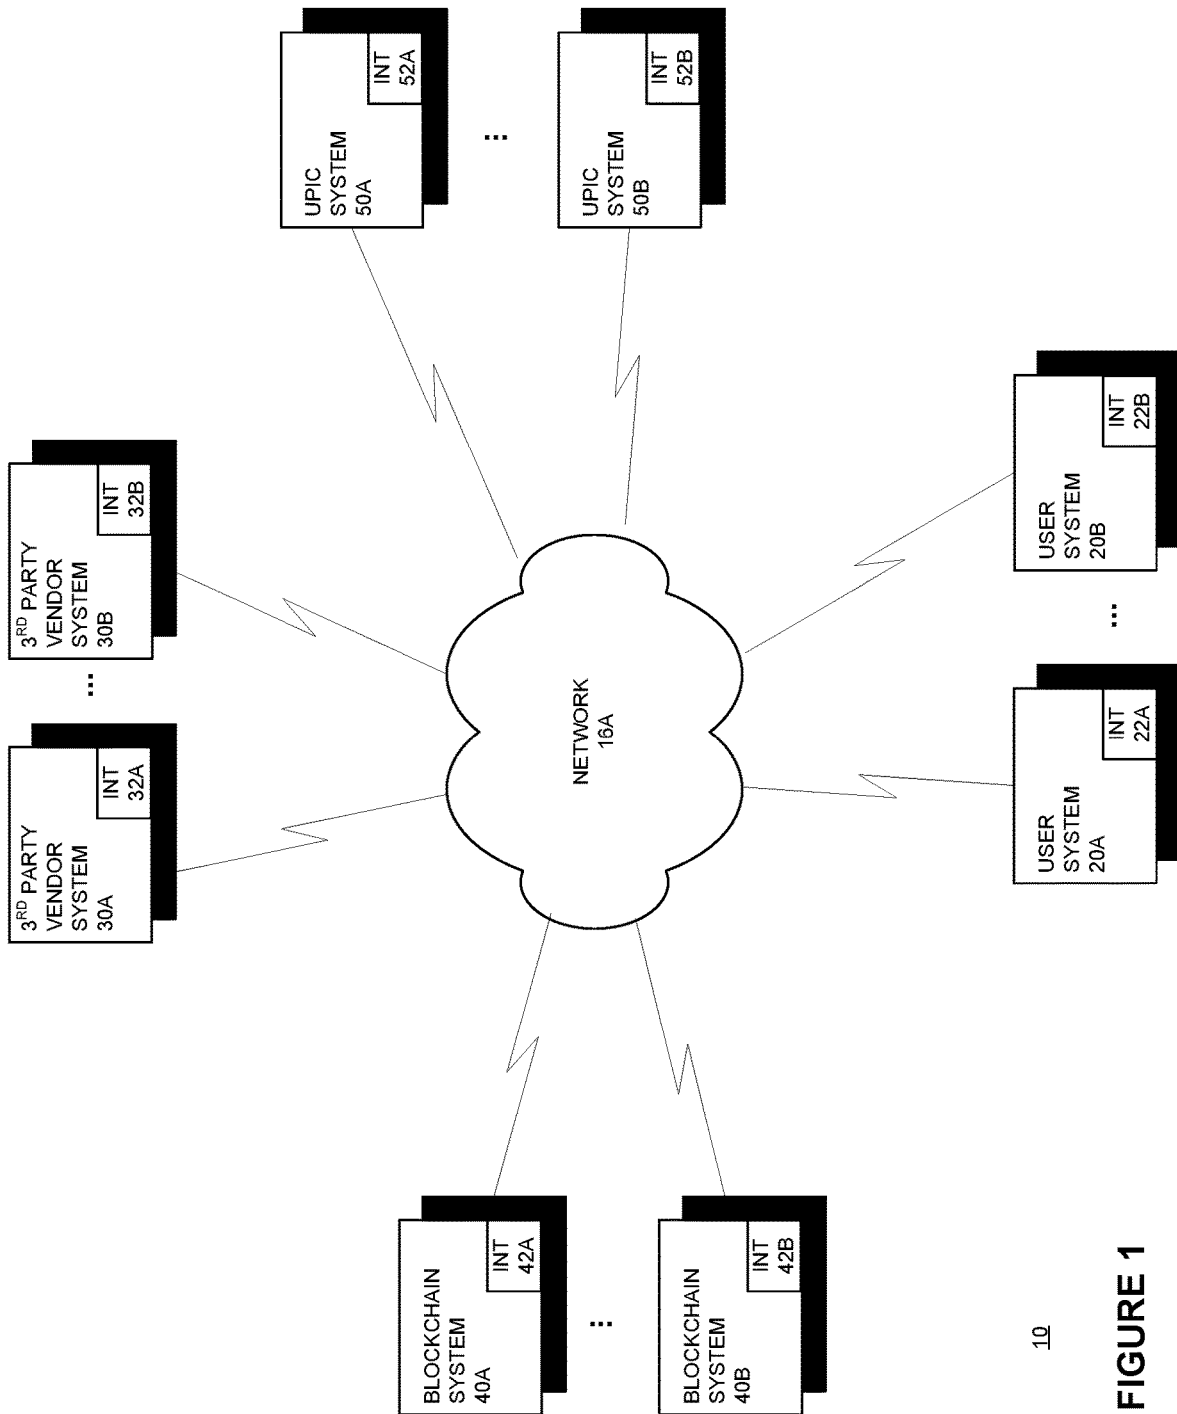 3RD PARTY
VENDOR
SYSTEM
30A
INT
32A
...
3RD PARTY
VENDOR
SYSTEM
30B
INT
32B
BLOCKCHAIN
SYSTEM
40A
INT
42A
...
BLOCKCHAIN
SYSTEM
40B
INT
42B
NETWORK
16A
UPIC
SYSTEM
50A
INT
52A
...
UPIC
SYSTEM
50B
INT
52B
USER
SYSTEM
20A
INT
22A
...
USER
SYSTEM
20B
INT
22B
10
FIGURE 1